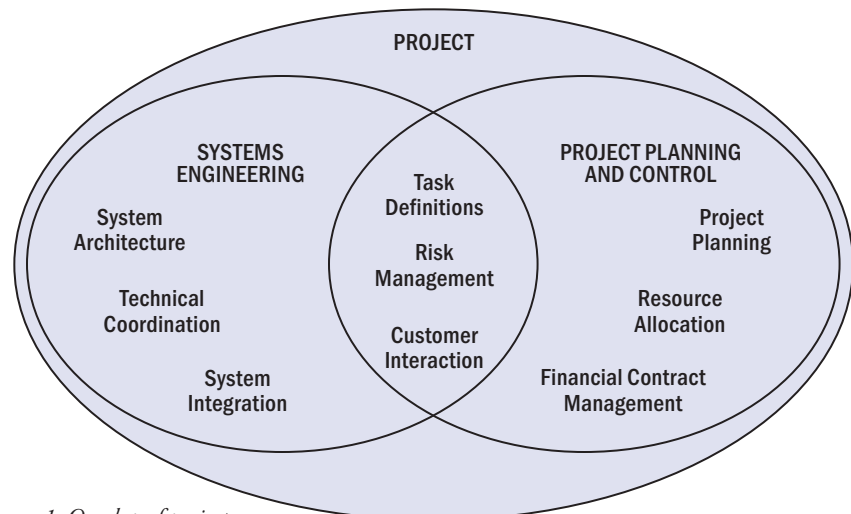 PROJECT
SYSTEMS
ENGINEERING
System
Architecture
Technical
Coordination
System
Integration
Task
Definitions
Risk
Management
Customer
Interaction
PROJECT PLANNING
AND CONTROL
Project
Planning
Resource
Allocation
Financial Contract
Management